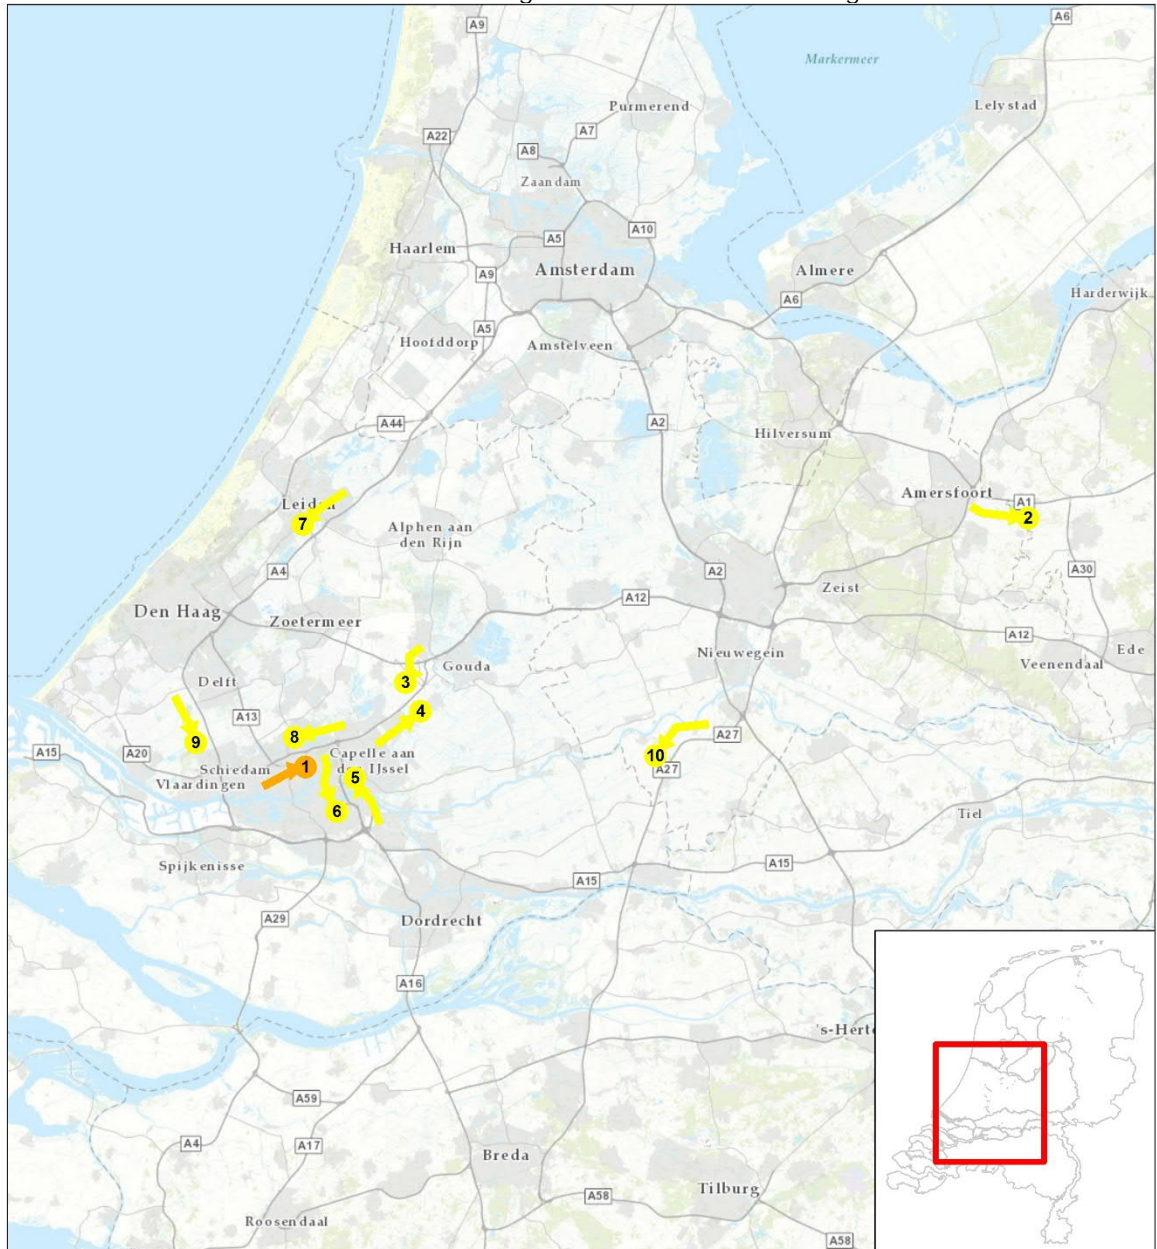 A9
A6
Markermeer
Lelystad
Purmerend
A7
A22
A8
Zaandam
A10
A5
Haarlem
Amsterdam
Almere
A9
A6
Harderwijk
A5
Hoofddorp
Amstelveen
A44
A2
Hilversum
Amersfoort
A1
Leiden
7
2
Alphen aan
den Rijn
A4
A2
A30
Zeist
Den Haag
A12
Zoetermeer
A12
Ede
Nieuwegein
Veenendaal
Gouda
Delft
3
4
A13
8
A27
9
A15
A20
Capelle aan
den IJssel
10
Schiedam
1
A27
5
Vlaardingen
6
Tiel
Spijkenisse
A15
A15
A29
Dordrecht
A16
's-Herto
A59
A4
A17
Breda
Tilburg
A58
Roosendaal
A58